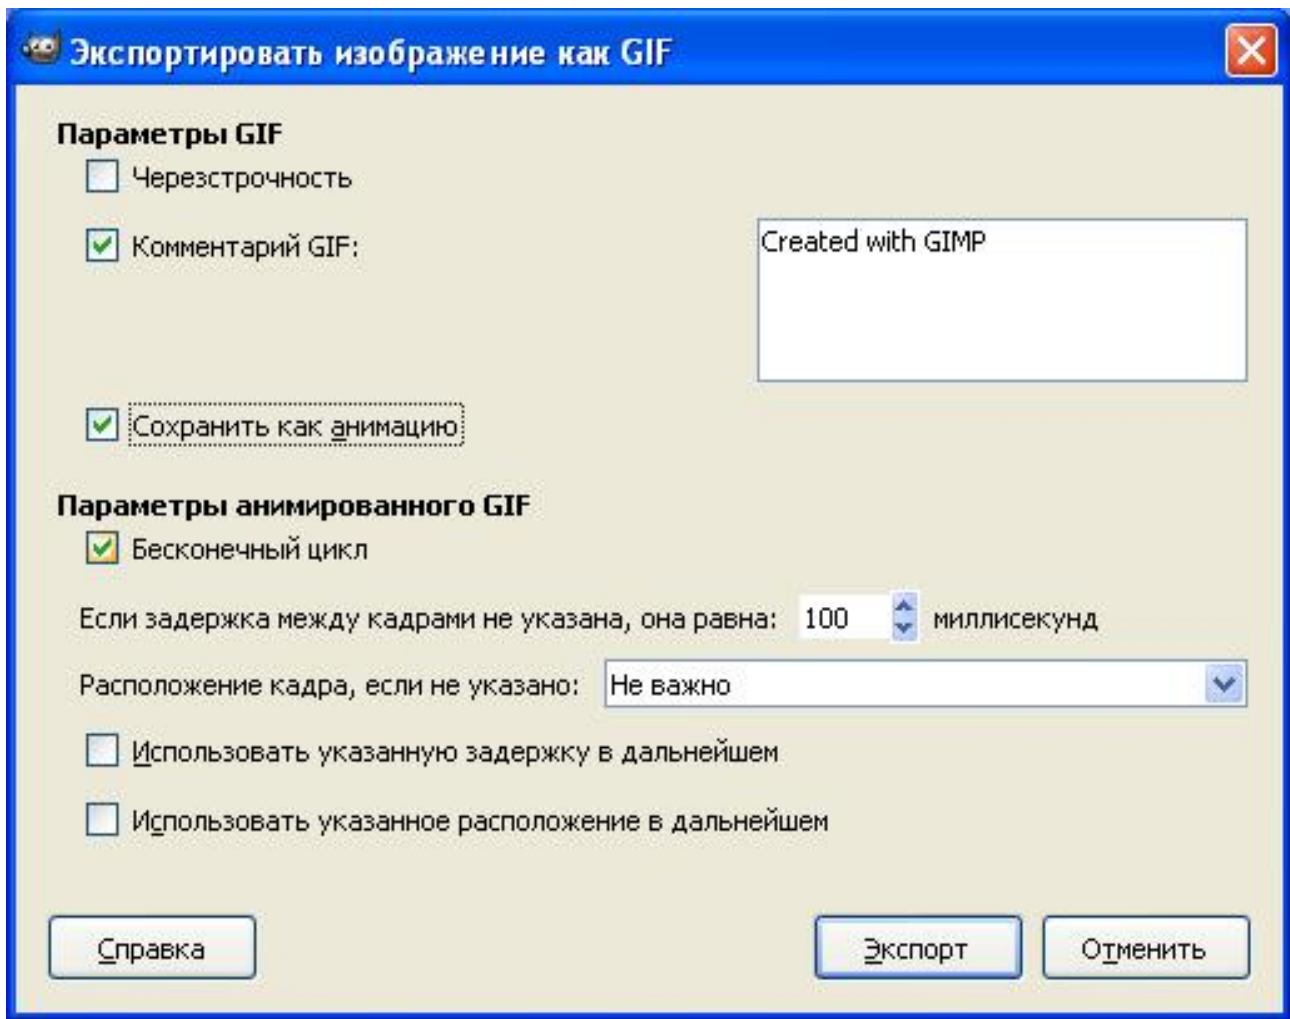 Экспортировать изображение как GIF
Параметры GIF
Черезстрочность
Комментарий GIF:
Created with GIMP
Сохранить как анимацию
Параметры анимированного GIF
Бесконечный цикл
Если задержка между кадрами не указана, она равна: 100 миллисекунд
Расположение кадра, если не указано: Не важно
Использовать указанную задержку в дальнейшем
Использовать указанное расположение в дальнейшем
Справка Экспорт Отменить